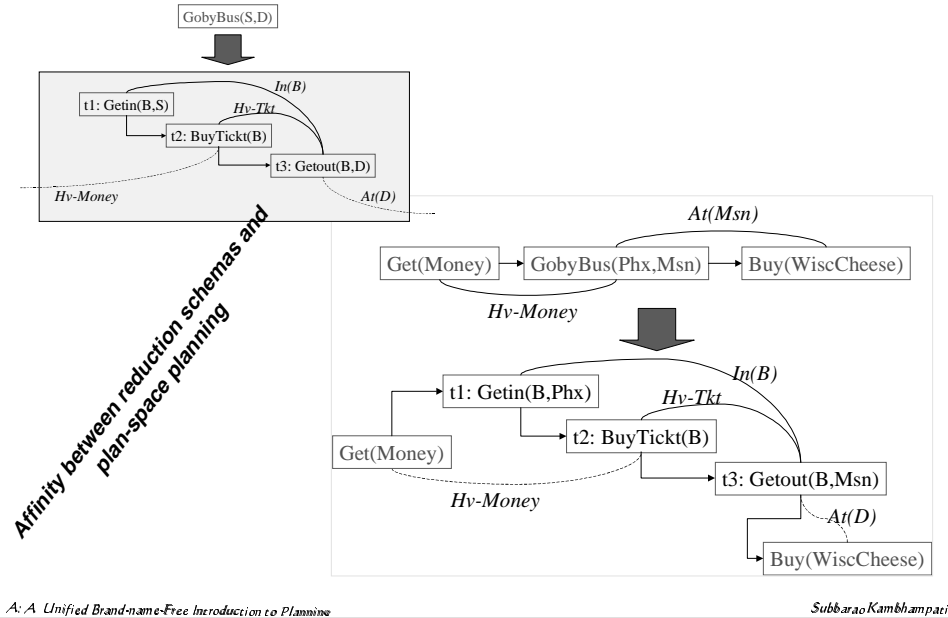 GobyBus(S,D)
In(B)
t1: Getin(B,S)
Hv-Tkt
t2: BuyTickt(B)
t3: Getout(B,D)
Hv-Money
At(D)
Affinity between reduction schemas and
plan-space planning
At(Msn)
Get(Money)
GobyBus(Phx,Msn)
Buy(WiscCheese)
Hv-Money
In(B)
t1: Getin(B,Phx)
Hv-Tkt
t2: BuyTickt(B)
Get(Money)
t3: Getout(B,Msn)
Hv-Money
At(D)
Buy(WiscCheese)
A: A Unified Brand-name-Free Introduction to Planning
Subbarao Kambhampati